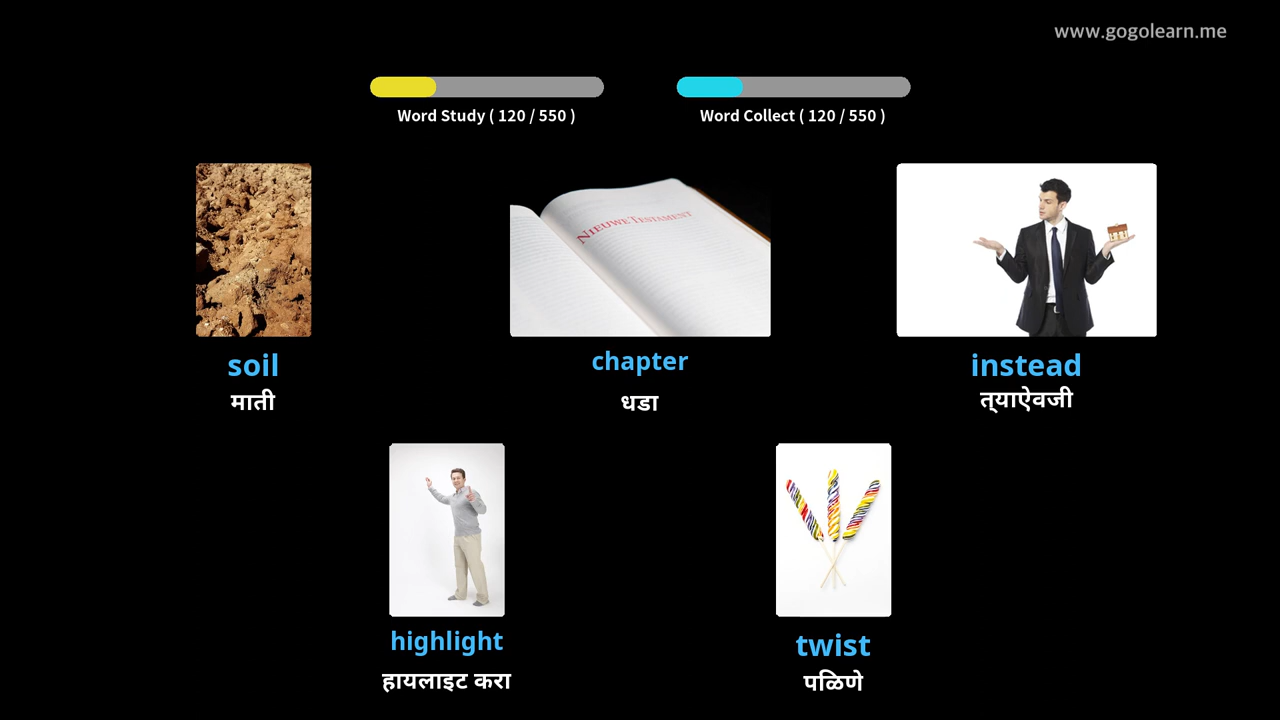 www.gogolearn.me
Word Study ( 120 / 550 )
Word Collect ( 120 / 550 )
NIEUWE TESTAMENT
soil
माती
chapter
धडा
instead
त्याऐवजी
highlight
हायलाइट करा
twist
पळिणे